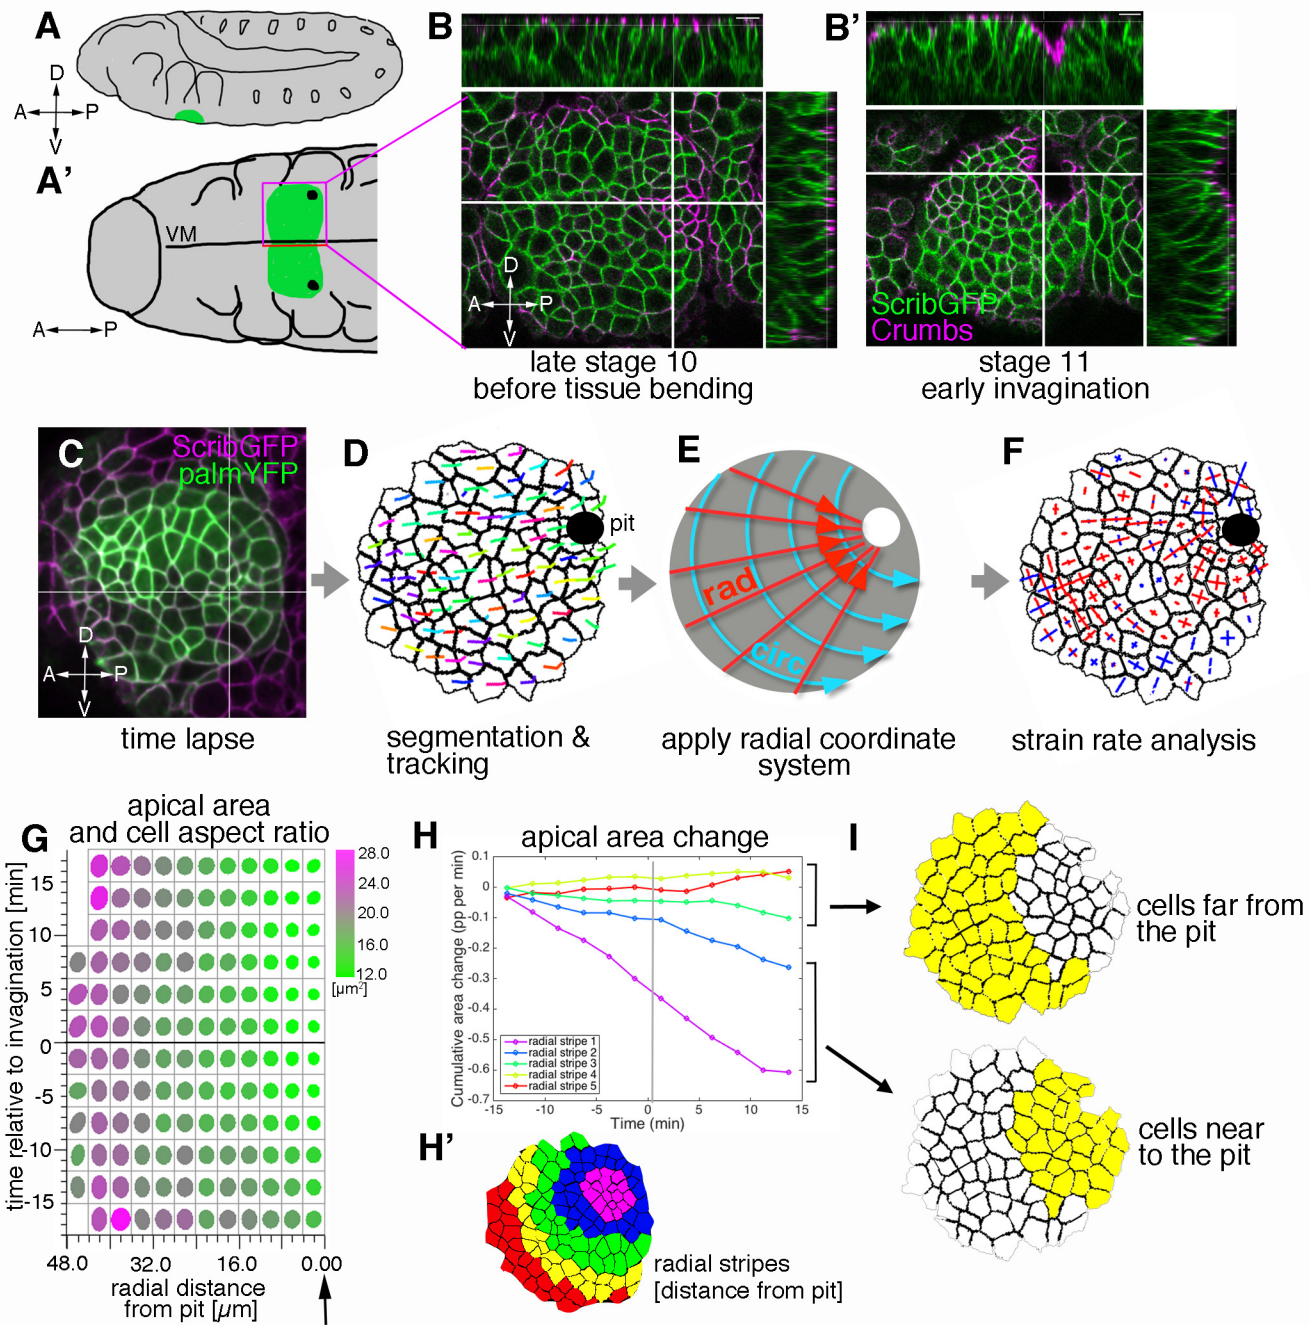 A
D
A P
V
A'
VM
A P
B
D
A P
V
late stage 10
before tissue bending
B'
ScribGFP
Crumbs
stage 11
early invagination
C
ScribGFP
palmYFP
D
A P
V
time lapse
D
pit
segmentation &
tracking
E
rad
circ
apply radial coordinate
system
F
strain rate analysis
apical area
and cell aspect ratio
G
time relative to invagination [min]
15
10
5
0
-5
-10
-15
48.0 32.0 16.0 0.00
radial distance
from pit [µm]
28.0
24.0
20.0
16.0
12.0
[µm²]
H
apical area change
Cumulative area change (pp per min)
0.1
0
-0.1
-0.2
-0.3
-0.4
-0.5
-0.6
-0.7
radial stripe 1
radial stripe 2
radial stripe 3
radial stripe 4
radial stripe 5
-15 -10 -5 0 5 10 15
Time (min)
H'
radial stripes
[distance from pit]
I
cells far from
the pit
cells near
to the pit